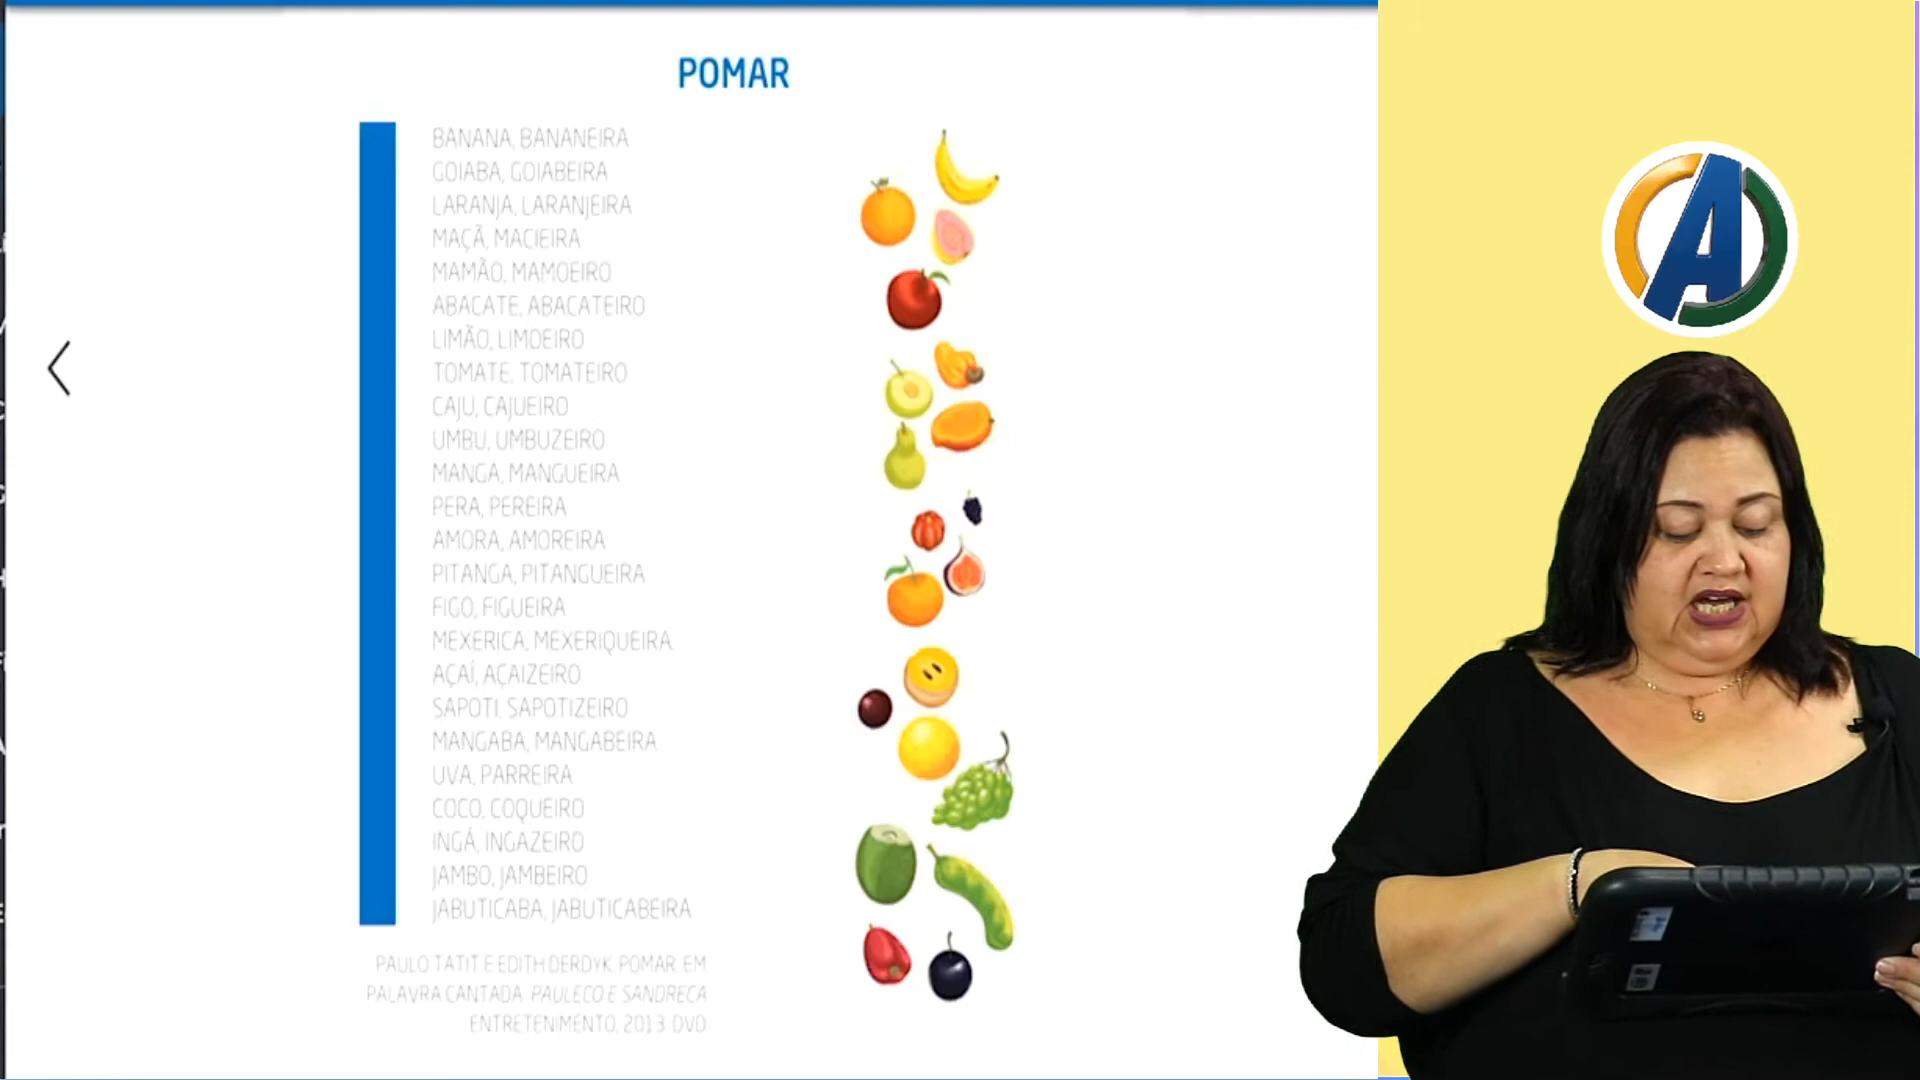 POMAR
BANANA, BANANEIRA
GOIABA, GOIABEIRA
LARANJA, LARANJEIRA
MAÇÃ, MACIEIRA
MAMÃO, MAMOEIRO
ABACATE, ABACATEIRO
LIMÃO, LIMOEIRO
TOMATE, TOMATEIRO
CAJU, CAJUEIRO
UMBU, UMBUZEIRO
MANGA, MANGUEIRA
PERA, PEREIRA
AMORA, AMOREIRA
PITANGA, PITANGUEIRA
FIGO, FIGUEIRA
MEXERICA, MEXERIQUEIRA
AÇAÍ, AÇAIZEIRO
SAPOTI, SAPOTIZEIRO
MANGABA, MANGABEIRA
UVA, PARREIRA
COCO, COQUEIRO
INGÁ, INGAZEIRO
JAMBO, JAMBEIRO
JABUTICABA, JABUTICABEIRA
PAULO TATIT E EDITH DERDYK. POMAR. EM
PALAVRA CANTADA. PAULECO E SANDRECA
ENTRETENIMENTO, 2013. DVD.
A